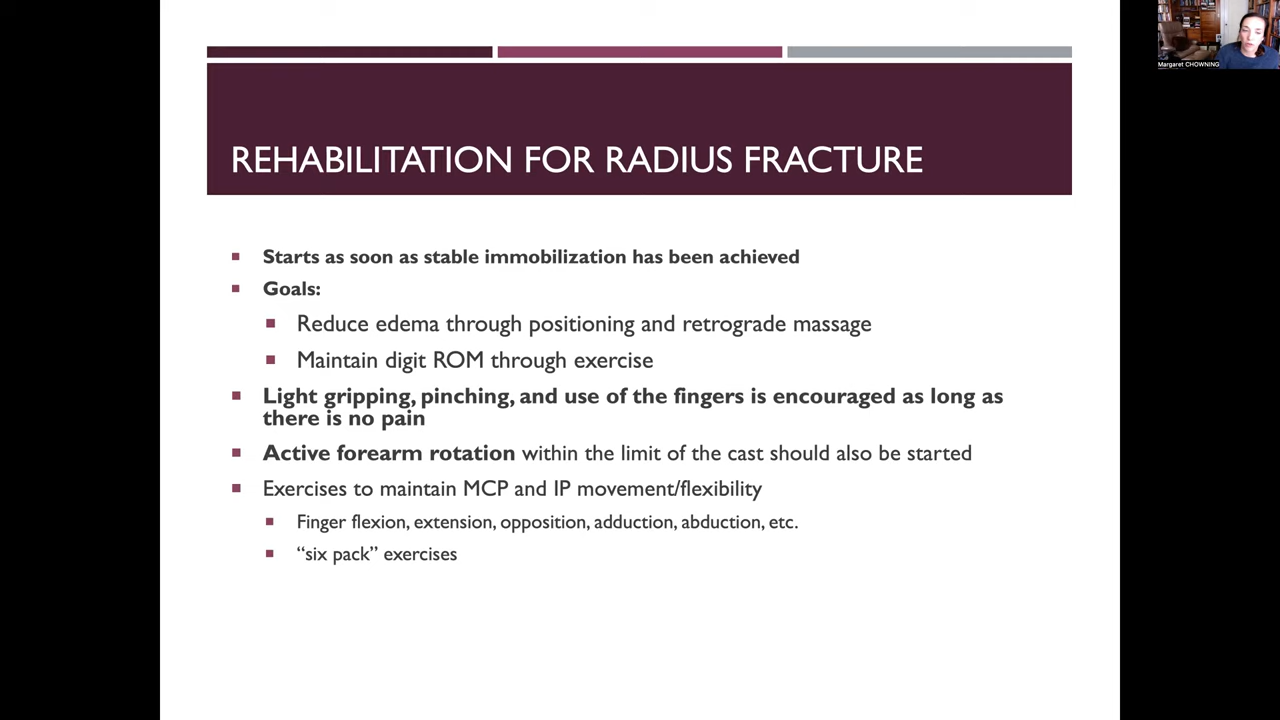 Margaret CHOWNING
REHABILITATION FOR RADIUS FRACTURE
Starts as soon as stable immobilization has been achieved
Goals:
Reduce edema through positioning and retrograde massage
Maintain digit ROM through exercise
Light gripping, pinching, and use of the fingers is encouraged as long as
there is no pain
Active forearm rotation within the limit of the cast should also be started
Exercises to maintain MCP and IP movement/flexibility
Finger flexion, extension, opposition, adduction, abduction, etc.
“six pack” exercises